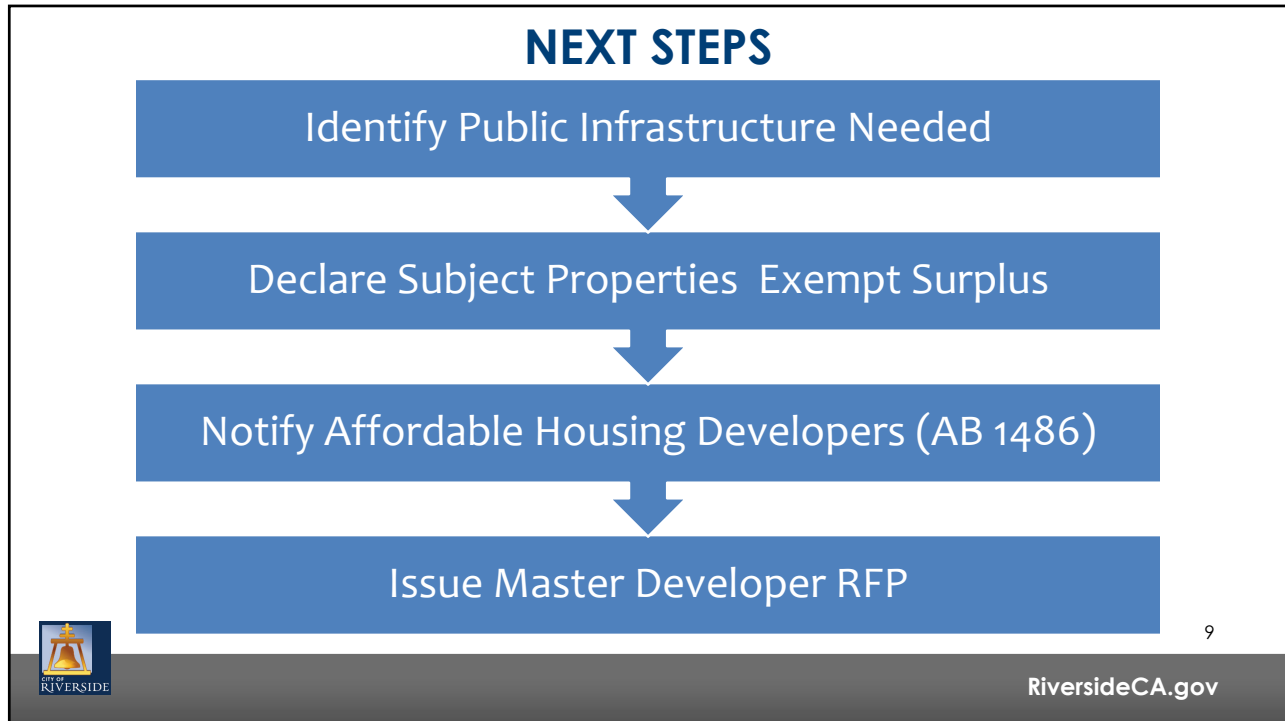 NEXT STEPS
Identify Public Infrastructure Needed
Declare Subject Properties  Exempt Surplus
Notify Affordable Housing Developers (AB 1486)
Issue Master Developer RFP
9
CITY OF
RIVERSIDE
RiversideCA.gov